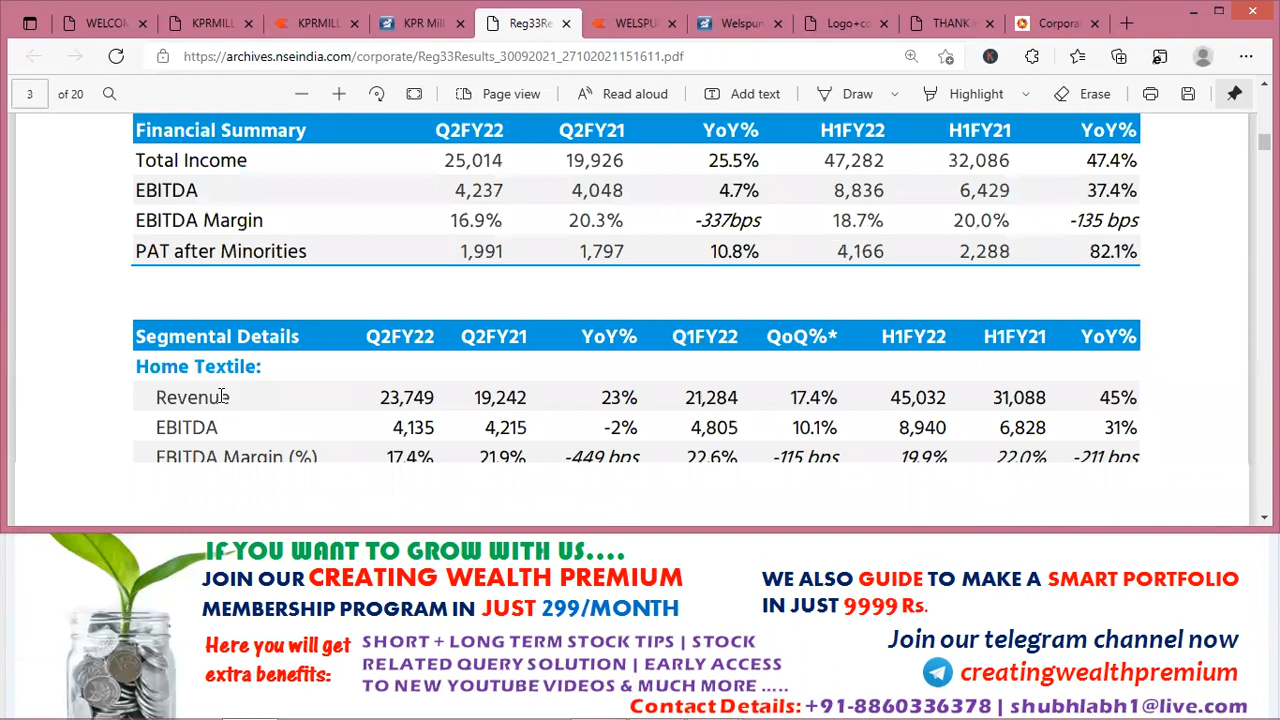 WELCOM
KPRMILL
KPRMILL
KPR Mil
Reg33Re
WELSPU
Welspun
Logo+co
THANK
Corpora
https://archives.nseindia.com/corporate/Reg33Results_30092021_27102021151611.pdf
3 of 20 Page view Read aloud Add text Draw Highlight Erase
Financial Summary Q2FY22 Q2FY21 YoY% H1FY22 H1FY21 YoY%
Total Income 25,014 19,926 25.5% 47,282 32,086 47.4%
EBITDA 4,237 4,048 4.7% 8,836 6,429 37.4%
EBITDA Margin 16.9% 20.3% -337bps 18.7% 20.0% -135 bps
PAT after Minorities 1,991 1,797 10.8% 4,166 2,288 82.1%
Segmental Details Q2FY22 Q2FY21 YoY% Q1FY22 QoQ%* H1FY22 H1FY21 YoY%
Home Textile:
Revenue 23,749 19,242 23% 21,284 17.4% 45,032 31,088 45%
EBITDA 4,135 4,215 -2% 4,805 10.1% 8,940 6,828 31%
EBITDA Margin (%) 17.4% 21.9% -449 bps 22.6% -115 bps 19.9% 22.0% -211 bps
IF YOU WANT TO GROW WITH US....
JOIN OUR CREATING WEALTH PREMIUM
MEMBERSHIP PROGRAM IN JUST 299/MONTH
Here you will get
extra benefits:
SHORT + LONG TERM STOCK TIPS | STOCK
RELATED QUERY SOLUTION | EARLY ACCESS
TO NEW YOUTUBE VIDEOS & MUCH MORE .....
WE ALSO GUIDE TO MAKE A SMART PORTFOLIO
IN JUST 9999 Rs.
Join our telegram channel now
creatingwealthpremium
Contact Details: +91-8860336378 | shubhlabh1@live.com